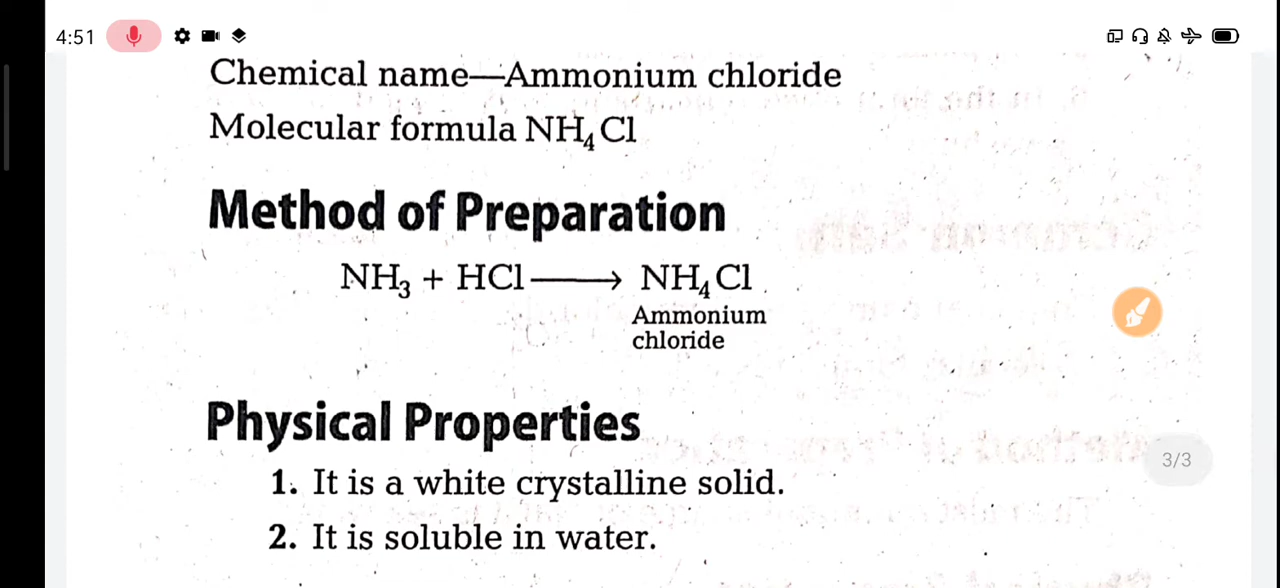 4:51
Chemical name—Ammonium chloride
Molecular formula NH₄Cl
Method of Preparation
NH₃ + HCl ⟶ NH₄Cl
Ammonium
chloride
Physical Properties
3/3
1. It is a white crystalline solid.
2. It is soluble in water.